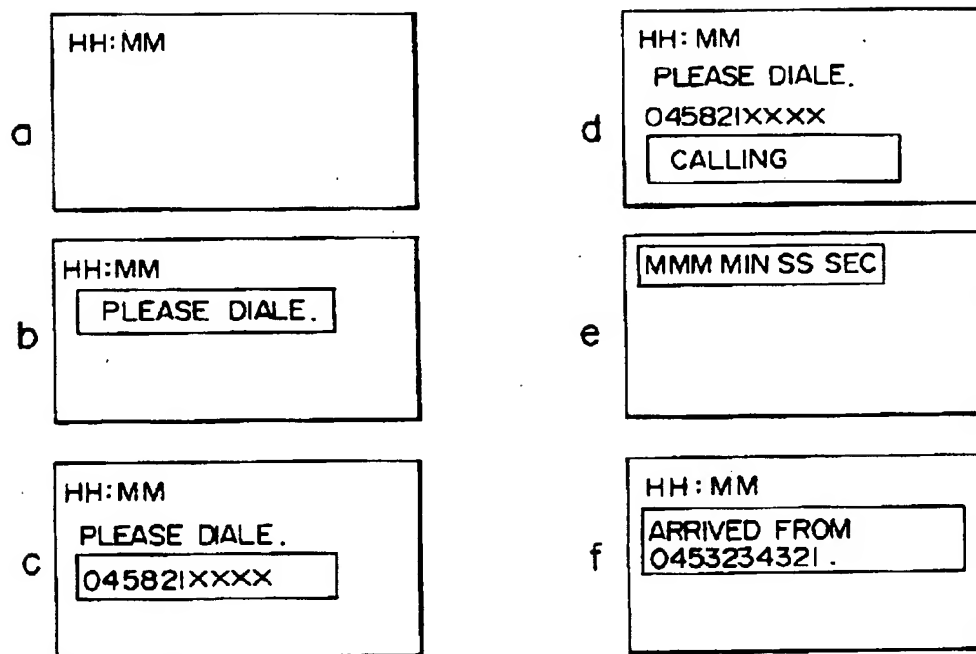 a
HH:MM
b
HH:MM
PLEASE DIALE.
c
HH:MM
PLEASE DIALE.
045821XXXX
d
HH:MM
PLEASE DIALE.
045821XXXX
CALLING
e
MMM MIN SS SEC
f
HH:MM
ARRIVED FROM
0453234321.